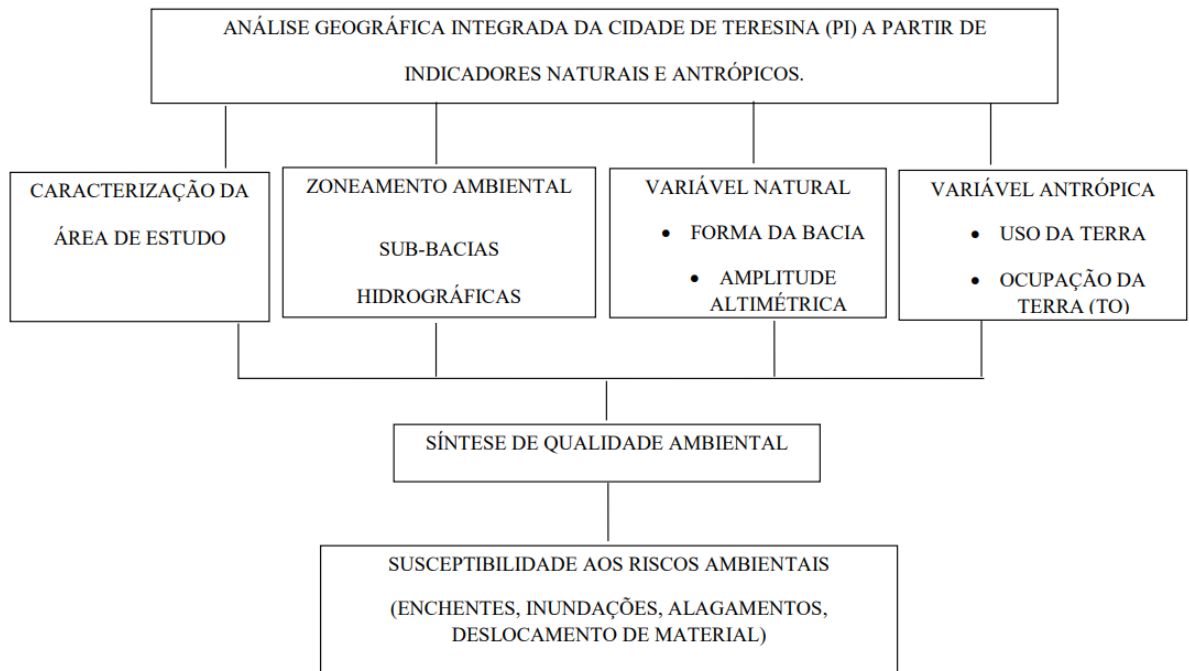 ANÁLISE GEOGRÁFICA INTEGRADA DA CIDADE DE TERESINA (PI) A PARTIR DE
INDICADORES NATURAIS E ANTRÓPICOS.
CARACTERIZAÇÃO DA
ÁREA DE ESTUDO
ZONEAMENTO AMBIENTAL
SUB-BACIAS
HIDROGRÁFICAS
VARIÁVEL NATURAL
• FORMA DA BACIA
• AMPLITUDE
ALTIMÉTRICA
VARIÁVEL ANTRÓPICA
• USO DA TERRA
• OCUPAÇÃO DA
TERRA (TO)
SÍNTESE DE QUALIDADE AMBIENTAL
SUSCEPTIBILIDADE AOS RISCOS AMBIENTAIS
(ENCHENTES, INUNDAÇÕES, ALAGAMENTOS,
DESLOCAMENTO DE MATERIAL)